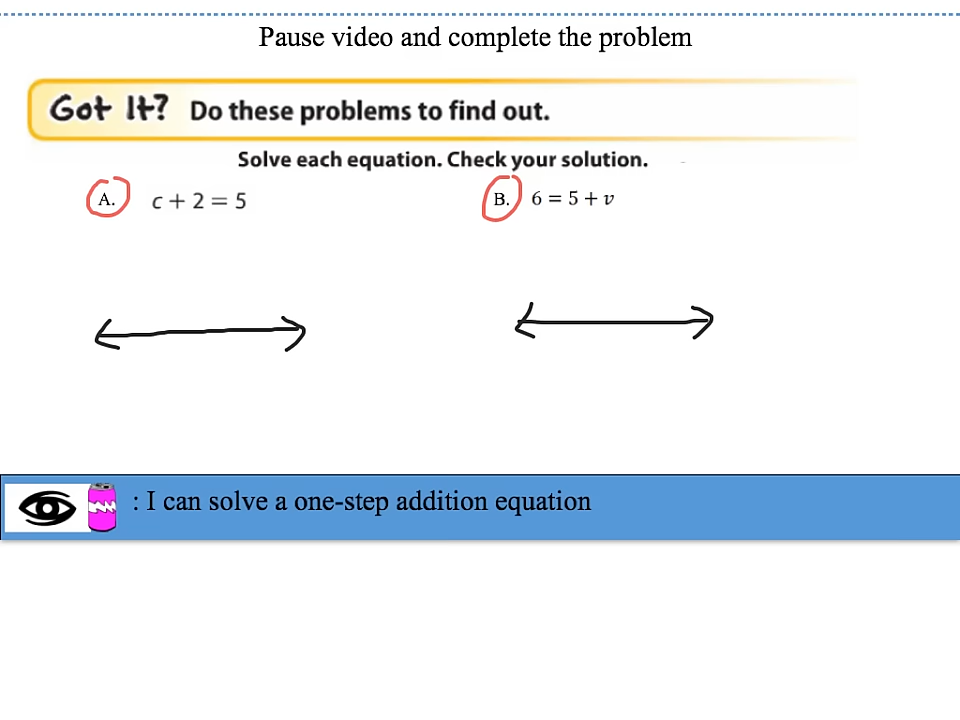 Pause video and complete the problem
Got It? Do these problems to find out.
Solve each equation. Check your solution.
A. c + 2 = 5
B. 6 = 5 + v
: I can solve a one-step addition equation